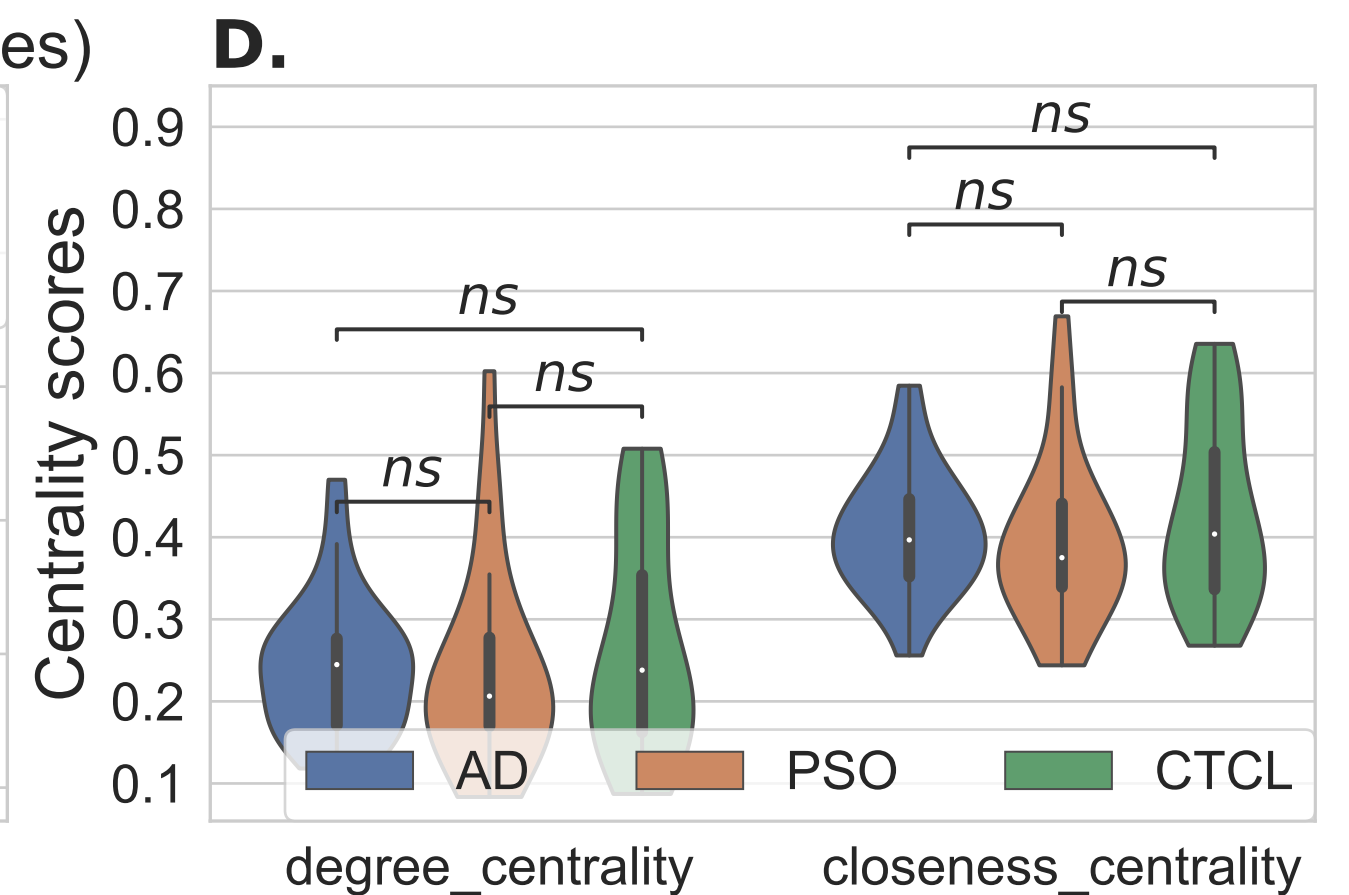 es)
D.
Centrality scores
0.9
0.8
0.7
0.6
0.5
0.4
0.3
0.2
0.1
ns
ns
ns
ns
ns
ns
AD PSO CTCL
degree_centrality closeness_centrality